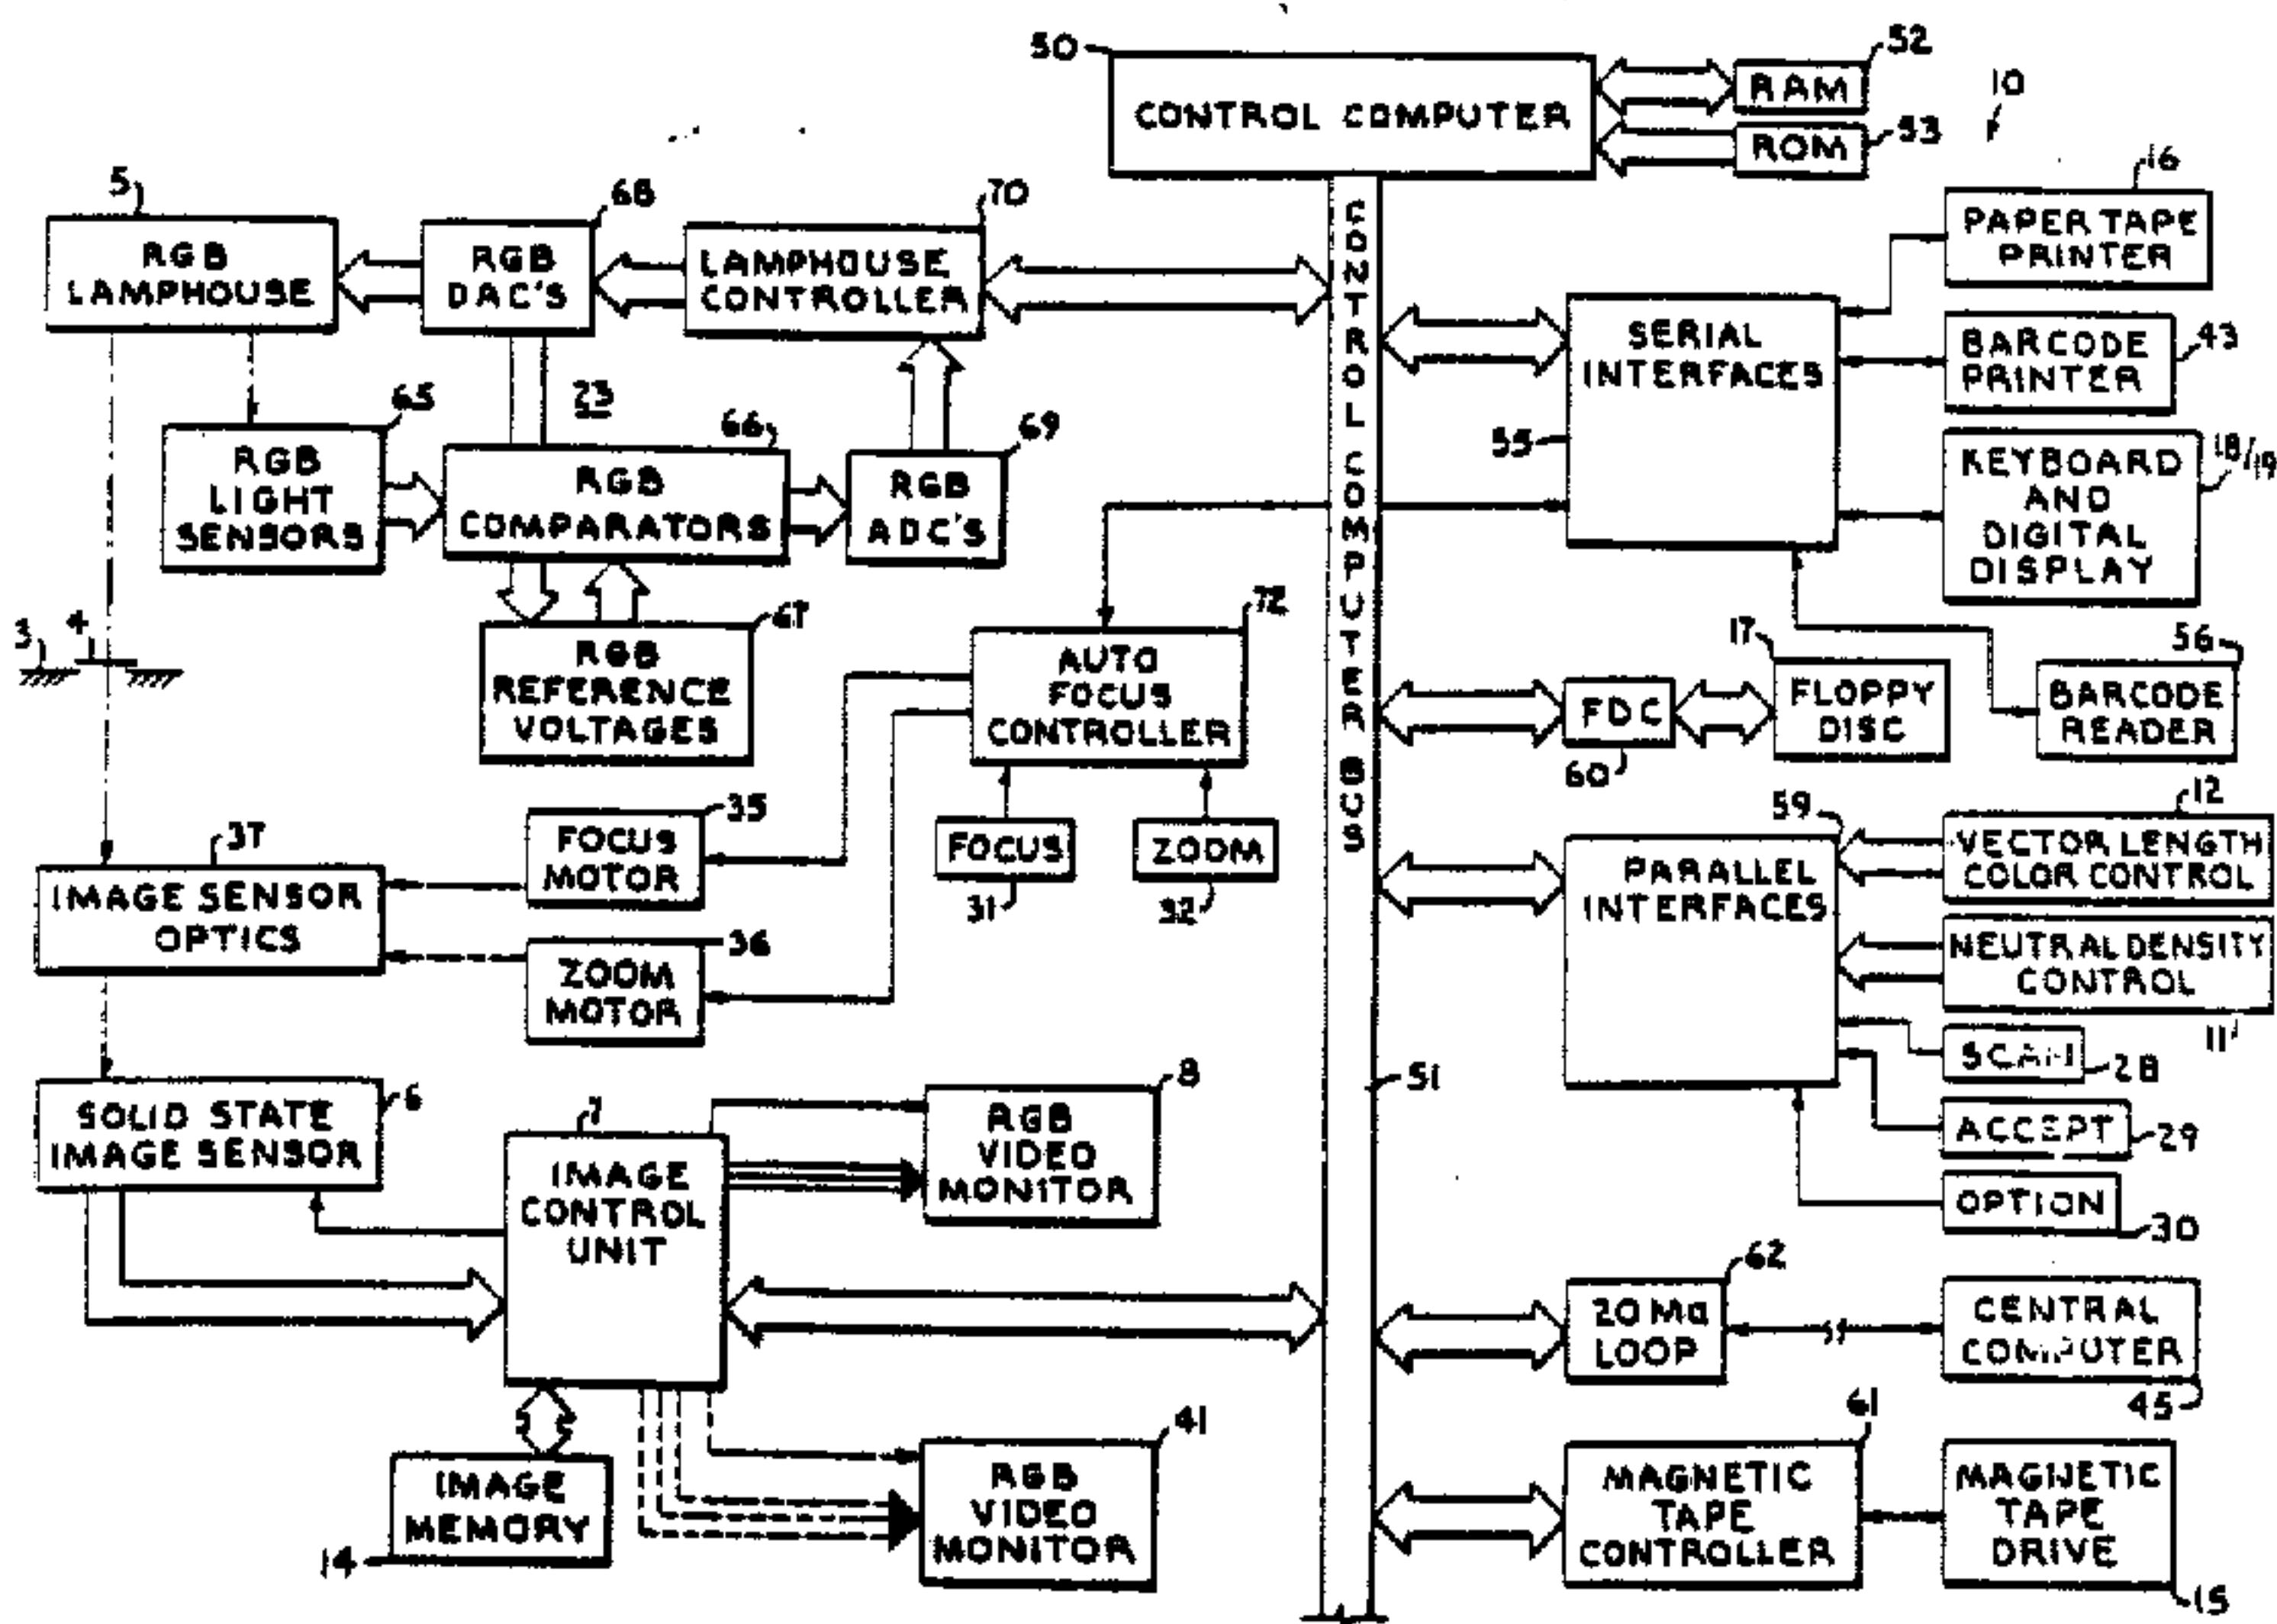 50
CONTROL COMPUTER
RAM
52
ROM
53
10
5
RGB
LAMPHOUSE
68
RGB
DAC'S
70
LAMPHOUSE
CONTROLLER
CONTROL COMPUTER BUS
16
PAPER TAPE
PRINTER
SERIAL
INTERFACES
55
BARCODE
PRINTER
43
KEYBOARD
AND
DIGITAL
DISPLAY
18/19
65
RGB
LIGHT
SENSORS
23
66
RGB
COMPARATORS
69
RGB
ADC'S
3
4
67
RGB
REFERENCE
VOLTAGES
72
AUTO
FOCUS
CONTROLLER
FDC
60
17
FLOPPY
DISC
56
BARCODE
READER
37
IMAGE SENSOR
OPTICS
35
FOCUS
MOTOR
FOCUS
31
ZOOM
32
36
ZOOM
MOTOR
59
PARALLEL
INTERFACES
12
VECTOR LENGTH
COLOR CONTROL
NEUTRAL DENSITY
CONTROL
11
SCAN
28
ACCEPT
29
OPTION
30
6
SOLID STATE
IMAGE SENSOR
7
IMAGE
CONTROL
UNIT
8
RGB
VIDEO
MONITOR
51
62
20 Ma
LOOP
CENTRAL
COMPUTER
45
IMAGE
MEMORY
14
41
RGB
VIDEO
MONITOR
61
MAGNETIC
TAPE
CONTROLLER
MAGNETIC
TAPE
DRIVE
15